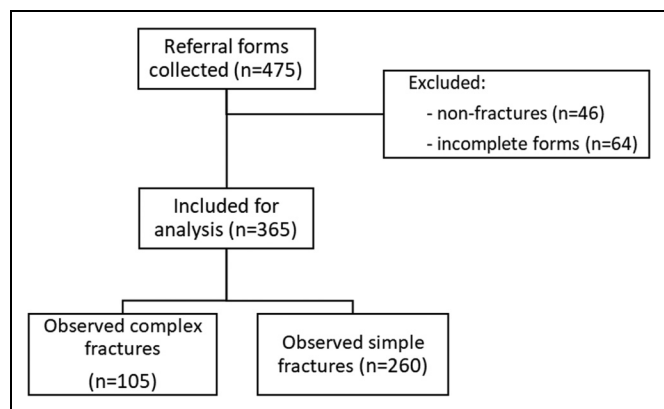 Referral forms
collected (n=475)
Excluded:
- non-fractures (n=46)
- incomplete forms (n=64)
Included for
analysis (n=365)
Observed complex
fractures
(n=105)
Observed simple
fractures (n=260)